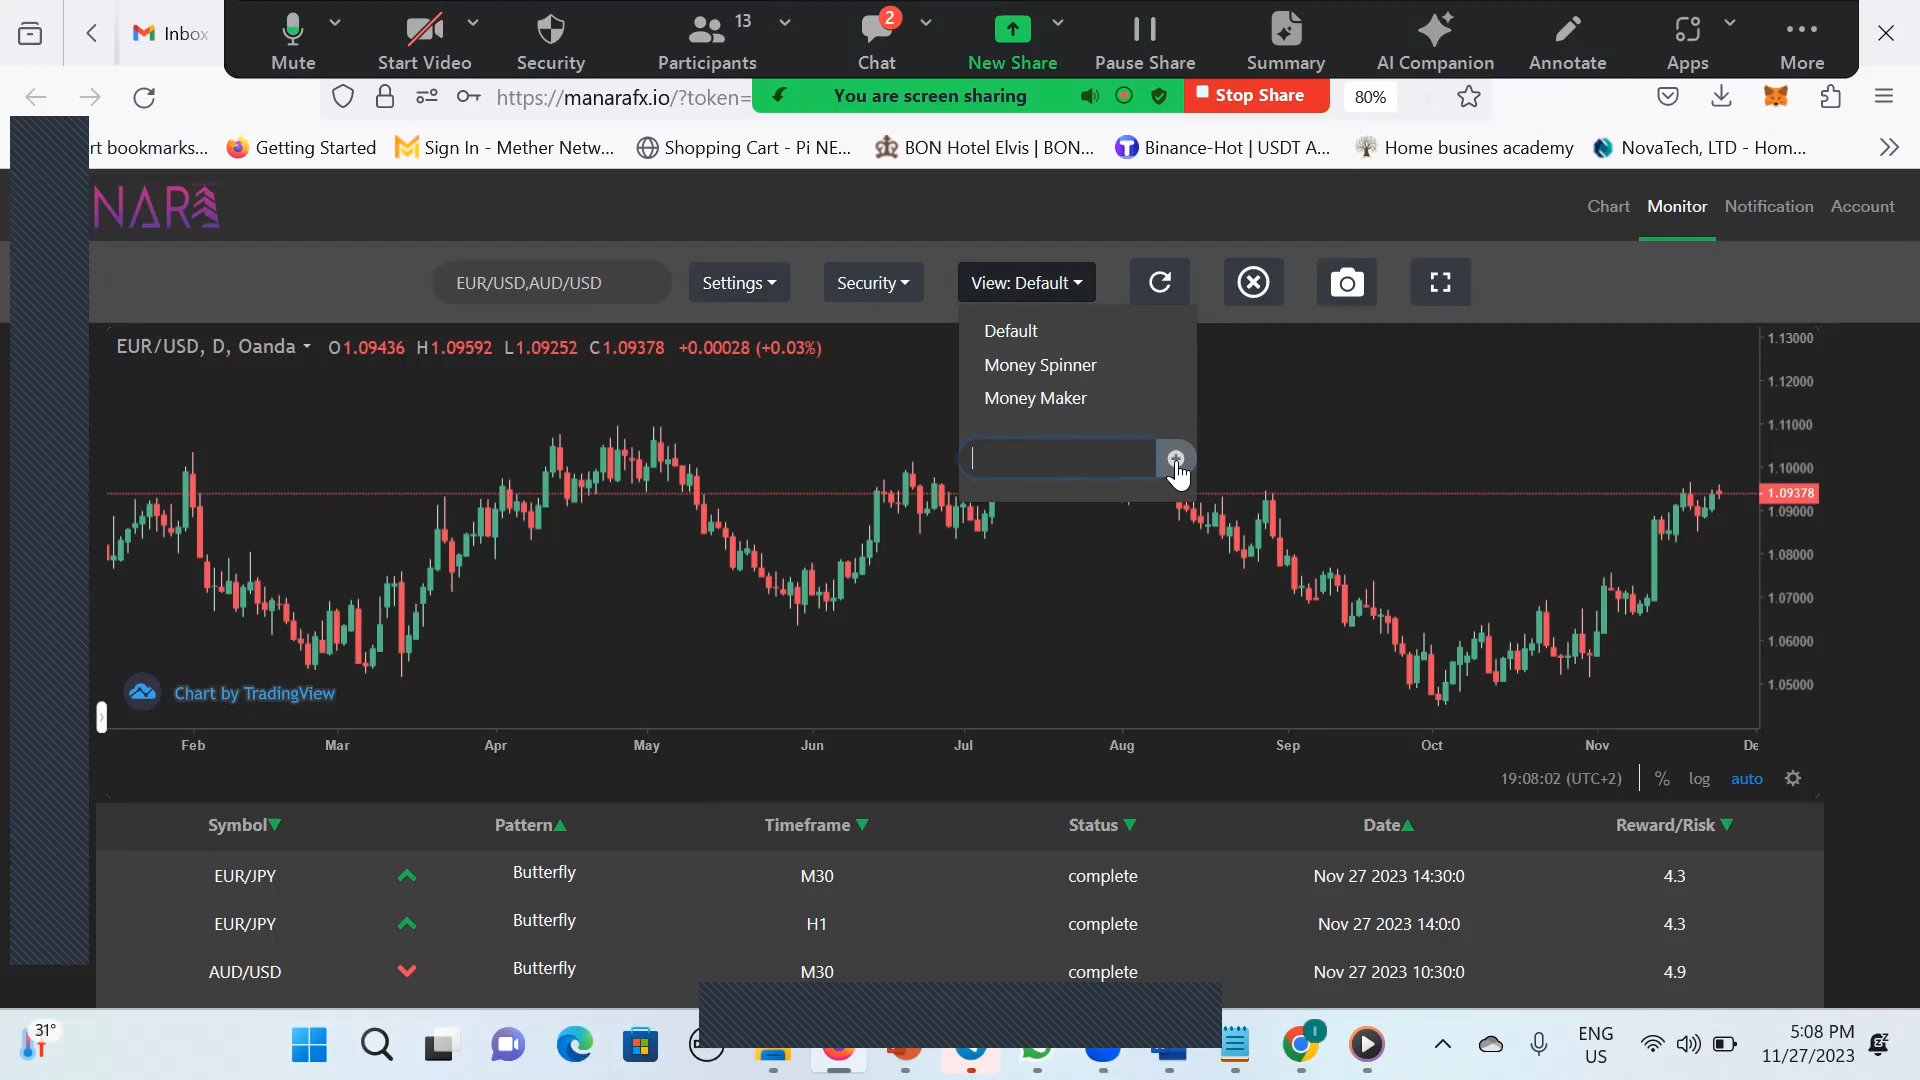 Inbox
Mute
Start Video
Security
13
Participants
2
Chat
New Share
Pause Share
Summary
AI Companion
Annotate
Apps
More
https://manarafx.io/?token=
You are screen sharing
Stop Share
80%
rt bookmarks...
Getting Started
Sign In - Mether Netw...
Shopping Cart - Pi NE...
BON Hotel Elvis | BON...
Binance-Hot | USDT A...
Home busines academy
NovaTech, LTD - Hom...
NARA
Chart
Monitor
Notification
Account
EUR/USD,AUD/USD
Settings
Security
View: Default
Default
Money Spinner
Money Maker
EUR/USD, D, Oanda
O1.09436 H1.09592 L1.09252 C1.09378 +0.00028 (+0.03%)
1.13000
1.12000
1.11000
1.10000
1.09378
1.09000
1.08000
1.07000
1.06000
1.05000
Chart by TradingView
Feb Mar Apr May Jun Jul Aug Sep Oct Nov De
19:08:02 (UTC+2) % log auto
Symbol▼ Pattern▲ Timeframe ▼ Status ▼ Date▲ Reward/Risk ▼
EUR/JPY Butterfly M30 complete Nov 27 2023 14:30:0 4.3
EUR/JPY Butterfly H1 complete Nov 27 2023 14:0:0 4.3
AUD/USD Butterfly M30 complete Nov 27 2023 10:30:0 4.9
31°
ENG
US
5:08 PM
11/27/2023